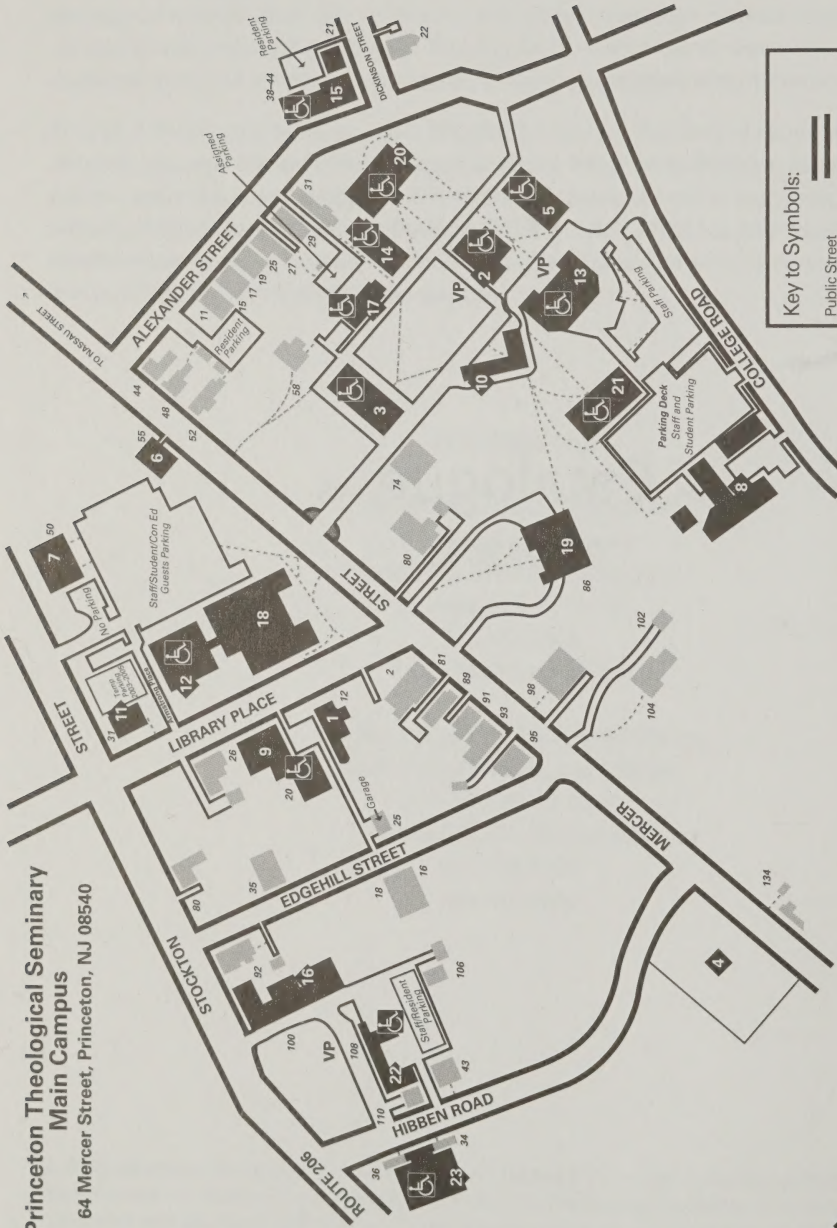 Princeton Theological Seminary
Main Campus
64 Mercer Street, Princeton, NJ 08540
TO NASSAU STREET
ALEXANDER STREET
DICKINSON STREET
Resident
Parking
21
22
38-44
15
Assigned
Parking
31
20
29
27
25
19
17
15
11
14
17
5
2
VP
VP
13
Staff Parking
COLLEGE ROAD
Resident
Parking
44
48
52
58
55
6
3
10
21
Parking Deck
Staff and
Student Parking
8
74
80
19
86
50
7
No Parking
Staff/Student/Con Ed
Guests Parking
18
12
Armstrong Place
Temp
Parking
2003-2005
11
31
STREET
LIBRARY PLACE
STREET
2
12
1
81
89
91
93
95
98
102
104
26
9
20
Garage
25
80
35
EDGEHILL STREET
18
16
MERCER
134
4
STOCKTON
92
16
100
VP
108
22
110
Staff/Resident
Parking
106
43
HIBBEN ROAD
ROUTE 206
36
34
23
Key to Symbols:
Public Street